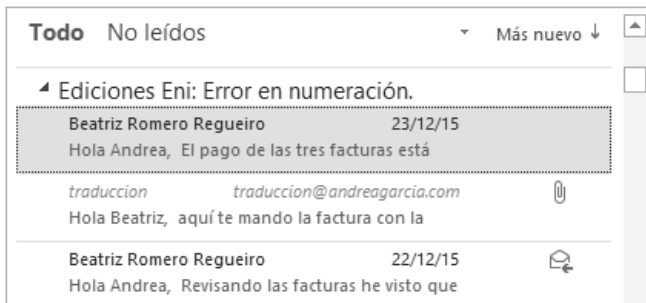 Todo No leídos Más nuevo
Ediciones Eni: Error en numeración.
Beatriz Romero Regueiro 23/12/15
Hola Andrea, El pago de las tres facturas está
traduccion traduccion@andreagarcia.com
Hola Beatriz, aquí te mando la factura con la
Beatriz Romero Regueiro 22/12/15
Hola Andrea, Revisando las facturas he visto que